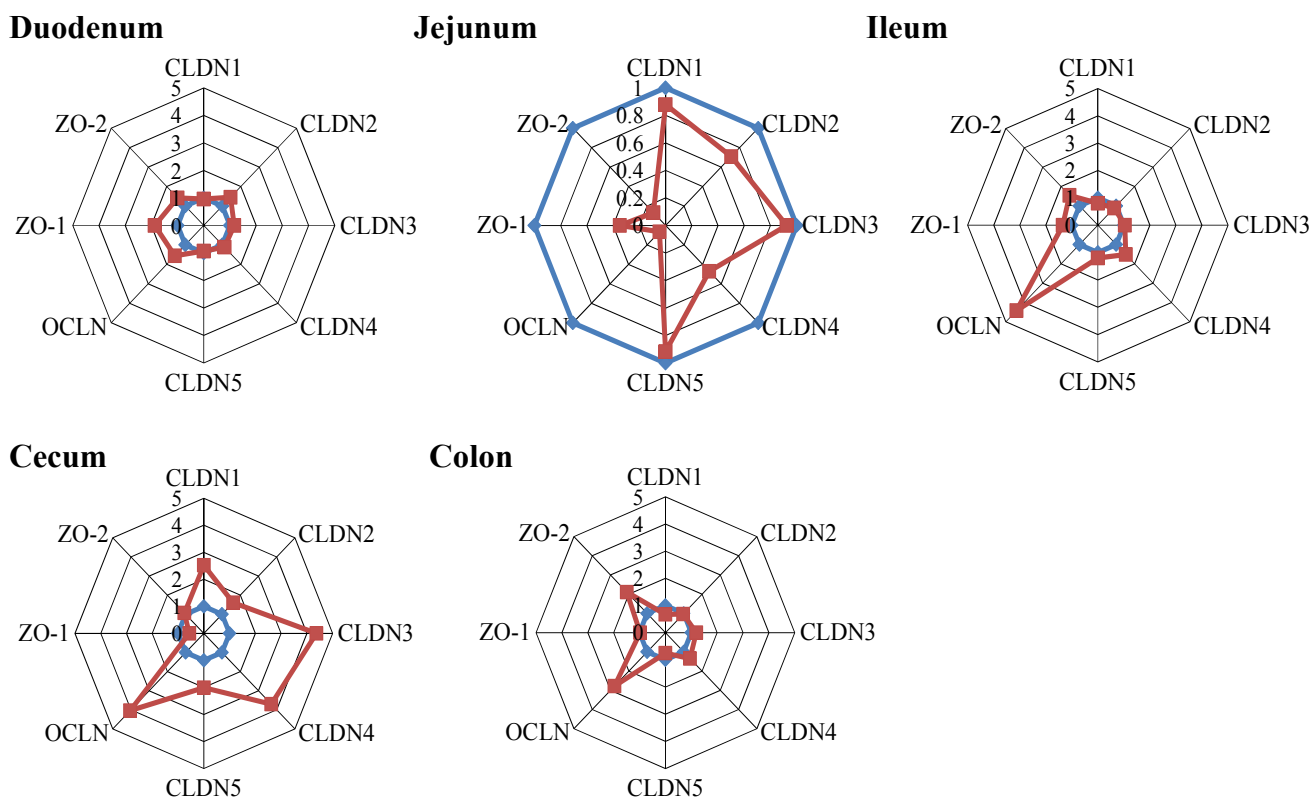 Duodenum
CLDN1
5
4
3
2
1
0
CLDN2
CLDN3
CLDN4
CLDN5
OCLN
ZO-1
ZO-2
Jejunum
CLDN1
1
0.8
0.6
0.4
0.2
0
CLDN2
CLDN3
CLDN4
CLDN5
OCLN
ZO-1
ZO-2
Ileum
CLDN1
5
4
3
2
1
0
CLDN2
CLDN3
CLDN4
CLDN5
OCLN
ZO-1
ZO-2
Cecum
CLDN1
5
4
3
2
1
0
CLDN2
CLDN3
CLDN4
CLDN5
OCLN
ZO-1
ZO-2
Colon
CLDN1
5
4
3
2
1
0
CLDN2
CLDN3
CLDN4
CLDN5
OCLN
ZO-1
ZO-2